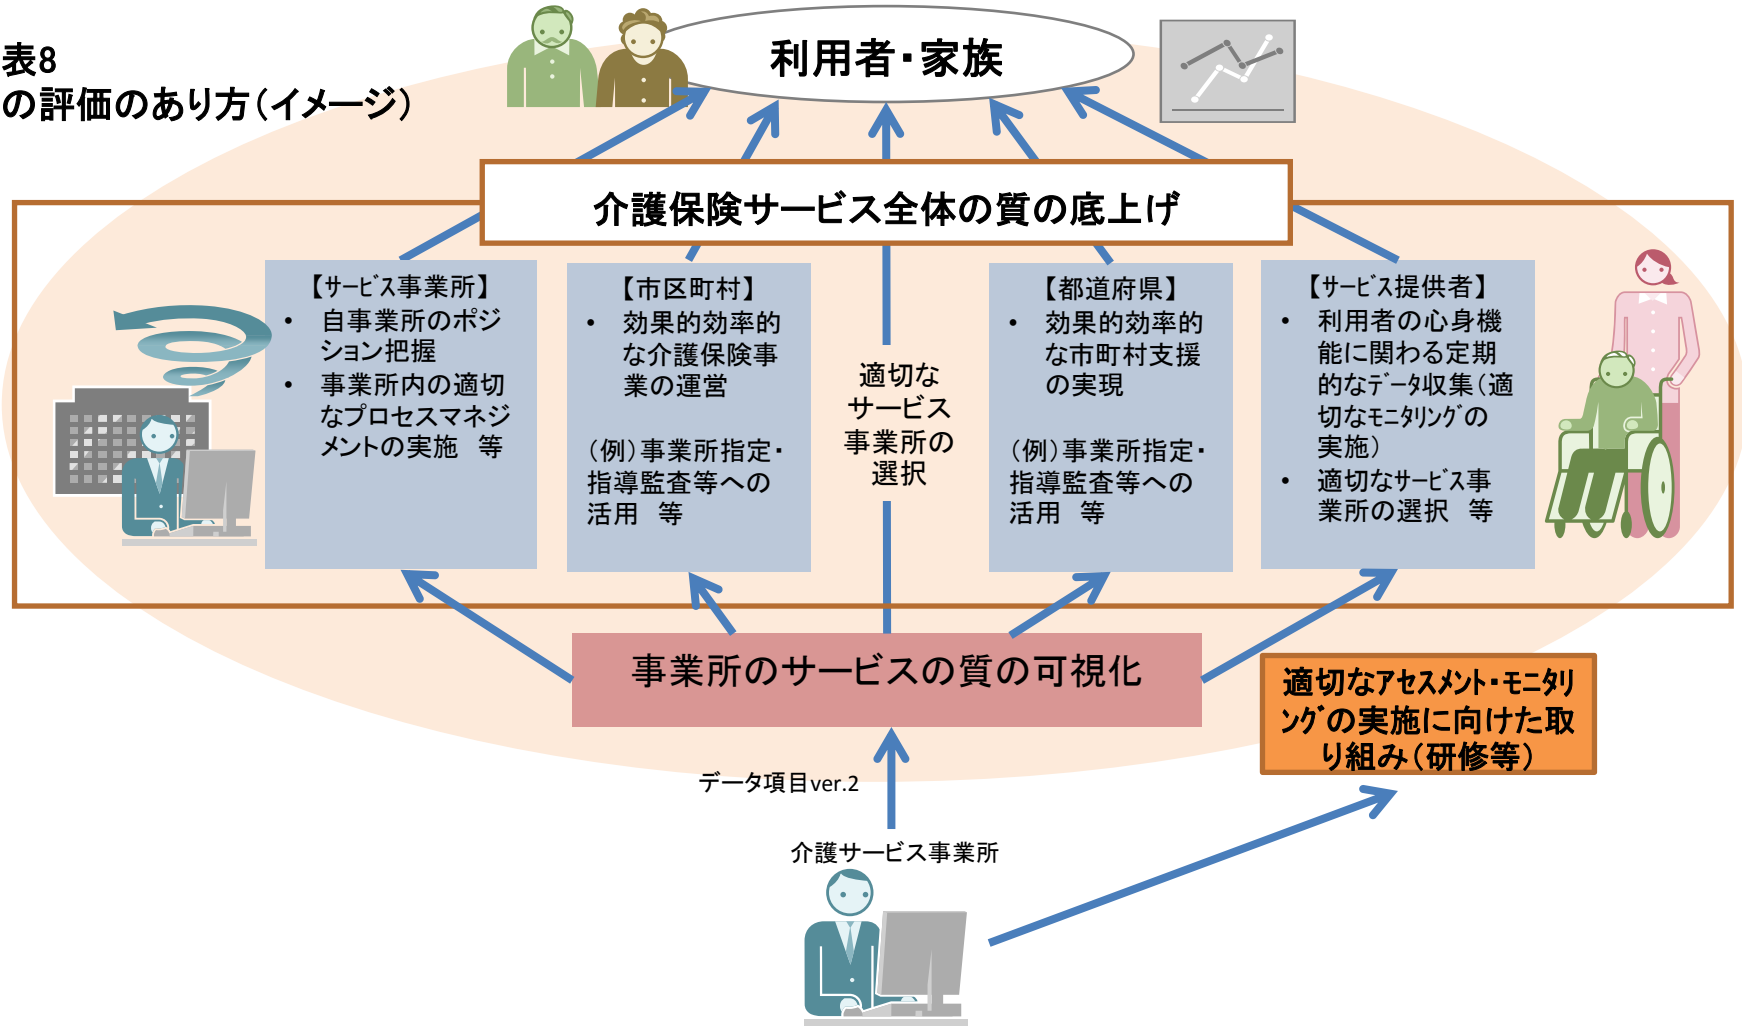 表8
の評価のあり方（イメージ）
利用者・家族
介護保険サービス全体の質の底上げ
【サービス事業所】
• 自事業所のポジ
ション把握
• 事業所内の適切
なプロセスマネジ
メントの実施　等
【市区町村】
• 効果的効率的
な介護保険事
業の運営
（例）事業所指定・
指導監査等への
活用　等
適切な
サービス
事業所の
選択
【都道府県】
• 効果的効率的
な市町村支援
の実現
（例）事業所指定・
指導監査等への
活用　等
【サービス提供者】
• 利用者の心身機
能に関わる定期
的なデータ収集（適
切なモニタリングの
実施）
• 適切なサービス事
業所の選択　等
事業所のサービスの質の可視化
適切なアセスメント・モニタリ
ングの実施に向けた取
り組み（研修等）
データ項目ver.2
介護サービス事業所